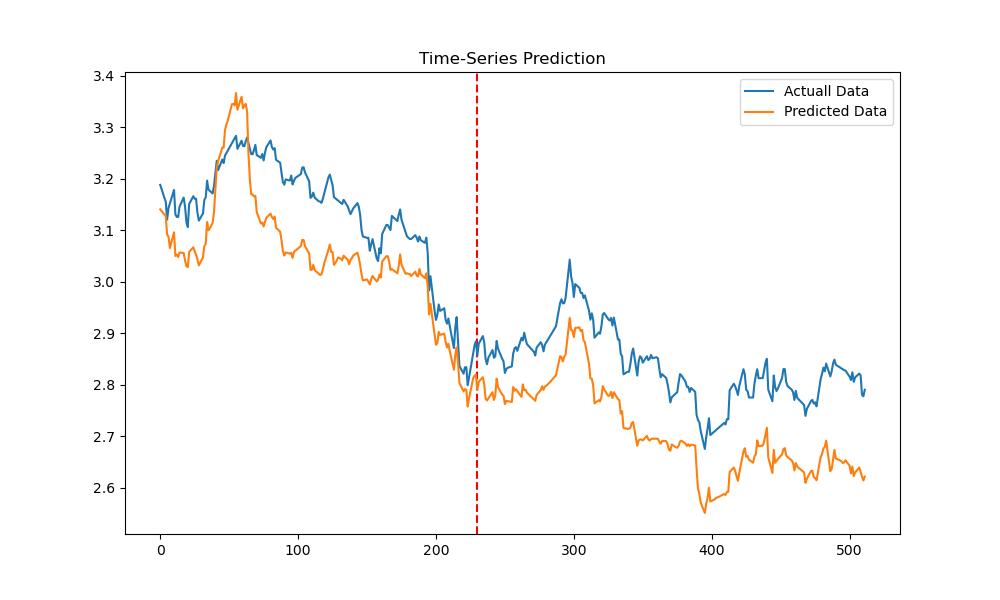 Time-Series Prediction
Actuall Data
Predicted Data
3.4
3.3
3.2
3.1
3.0
2.9
2.8
2.7
2.6
0 100 200 300 400 500